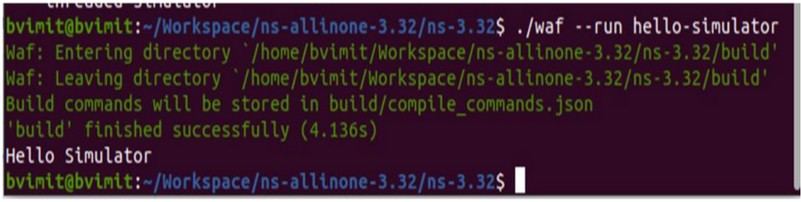 threaded Simulator
bvimit@bvimit:~/Workspace/ns-allinone-3.32/ns-3.32$ ./waf --run hello-simulator
Waf: Entering directory `/home/bvimit/Workspace/ns-allinone-3.32/ns-3.32/build'
Waf: Leaving directory `/home/bvimit/Workspace/ns-allinone-3.32/ns-3.32/build'
Build commands will be stored in build/compile_commands.json
'build' finished successfully (4.136s)
Hello Simulator
bvimit@bvimit:~/Workspace/ns-allinone-3.32/ns-3.32$